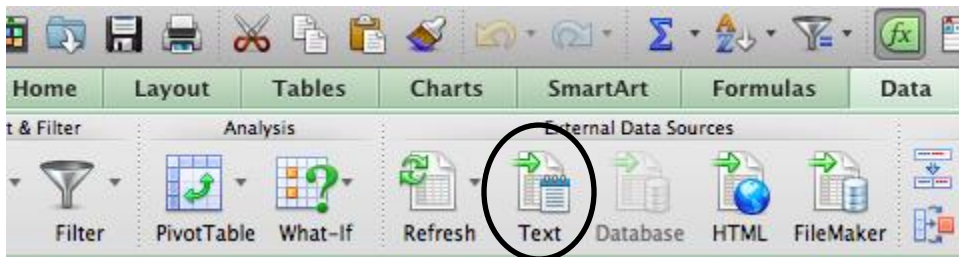 fx
Home Layout Tables Charts SmartArt Formulas Data
t & Filter Analysis External Data Sources
Filter PivotTable What-If Refresh Text Database HTML FileMaker